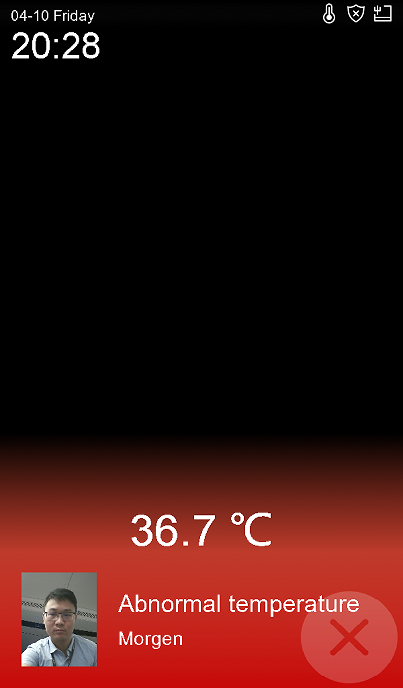 04-10 Friday
20:28
36.7 ℃
Abnormal temperature
Morgen